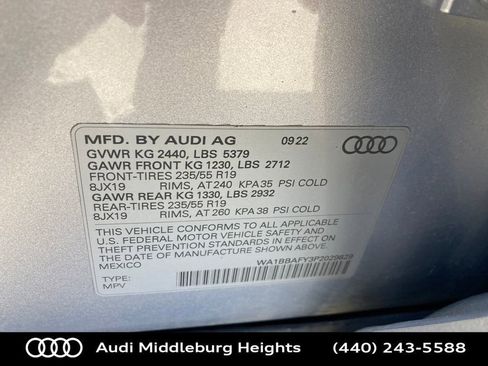 MFD. BY AUDI AG 0922
GVWR KG 2440, LBS 5379
GAWR FRONT KG 1230, LBS 2712
FRONT-TIRES 235/55 R19
8JX19 RIMS, AT 240 KPA 35 PSI COLD
GAWR REAR KG 1330, LBS 2932
REAR-TIRES 235/55 R19
8JX19 RIMS, AT 260 KPA 38 PSI COLD
THIS VEHICLE CONFORMS TO ALL APPLICABLE
U.S. FEDERAL MOTOR VEHICLE SAFETY AND
THEFT PREVENTION STANDARDS IN EFFECT ON
THE DATE OF MANUFACTURE SHOWN ABOVE.
MEXICO
WA1BBAFY3P2039829
TYPE:
MPV
Audi Middleburg Heights (440) 243-5588